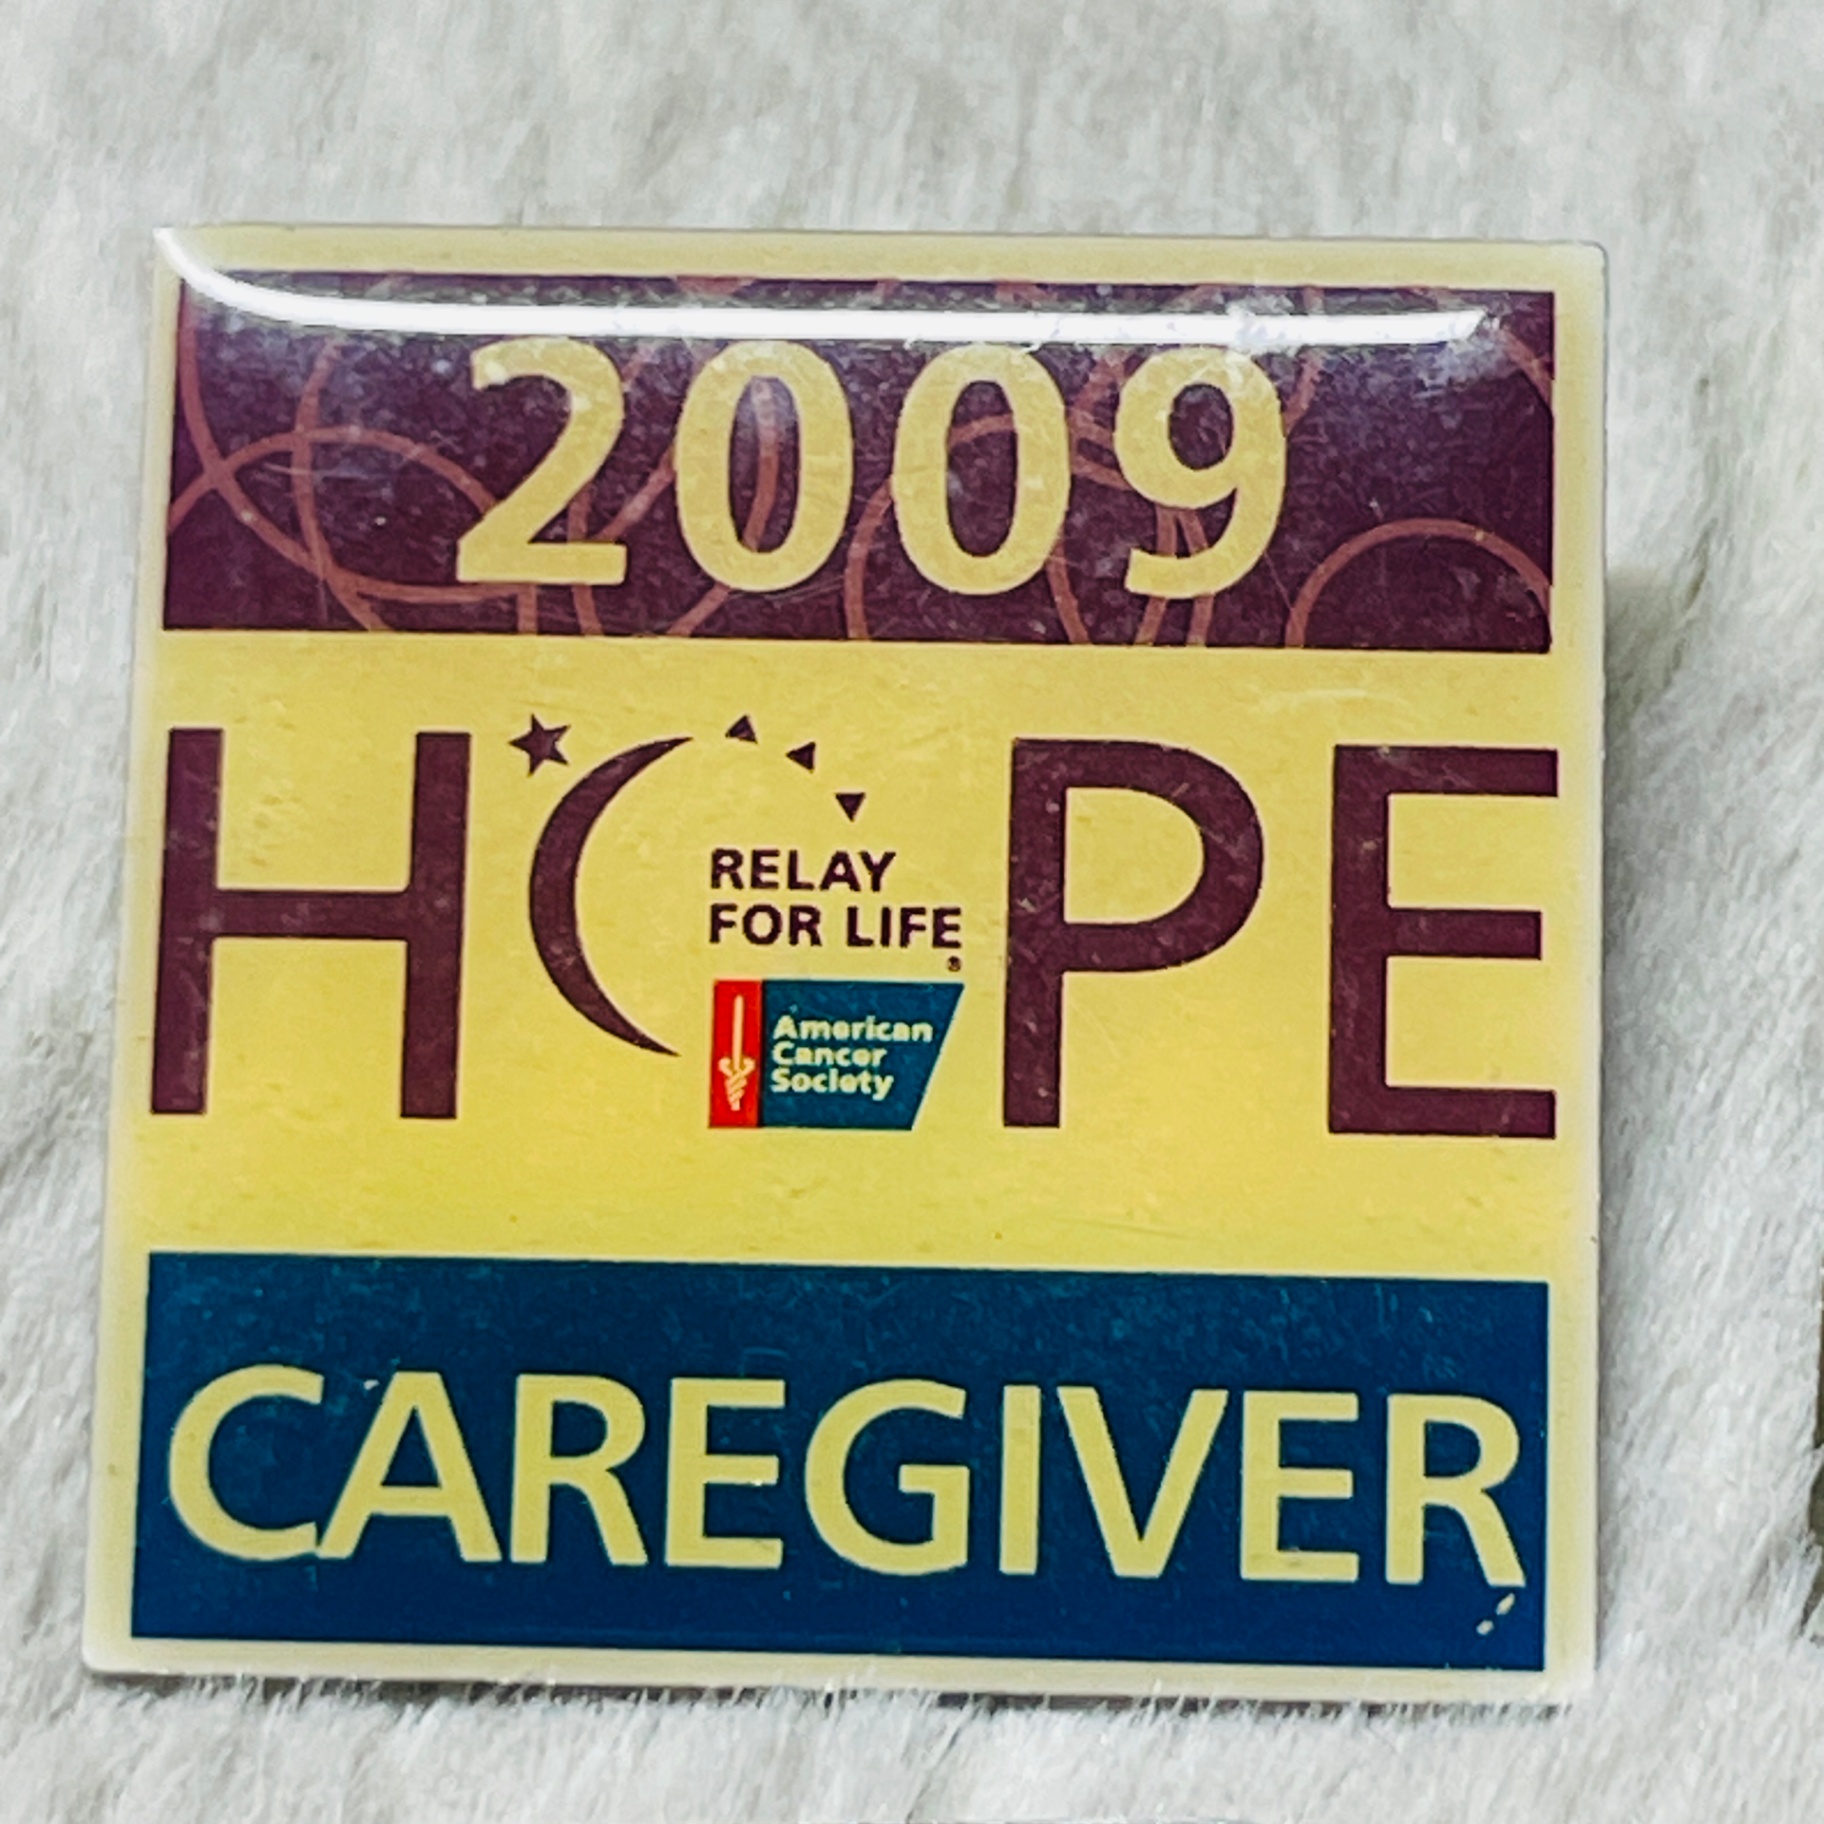 2009
HOPE
RELAY
FOR LIFE®
American
Cancer
Society
CAREGIVER